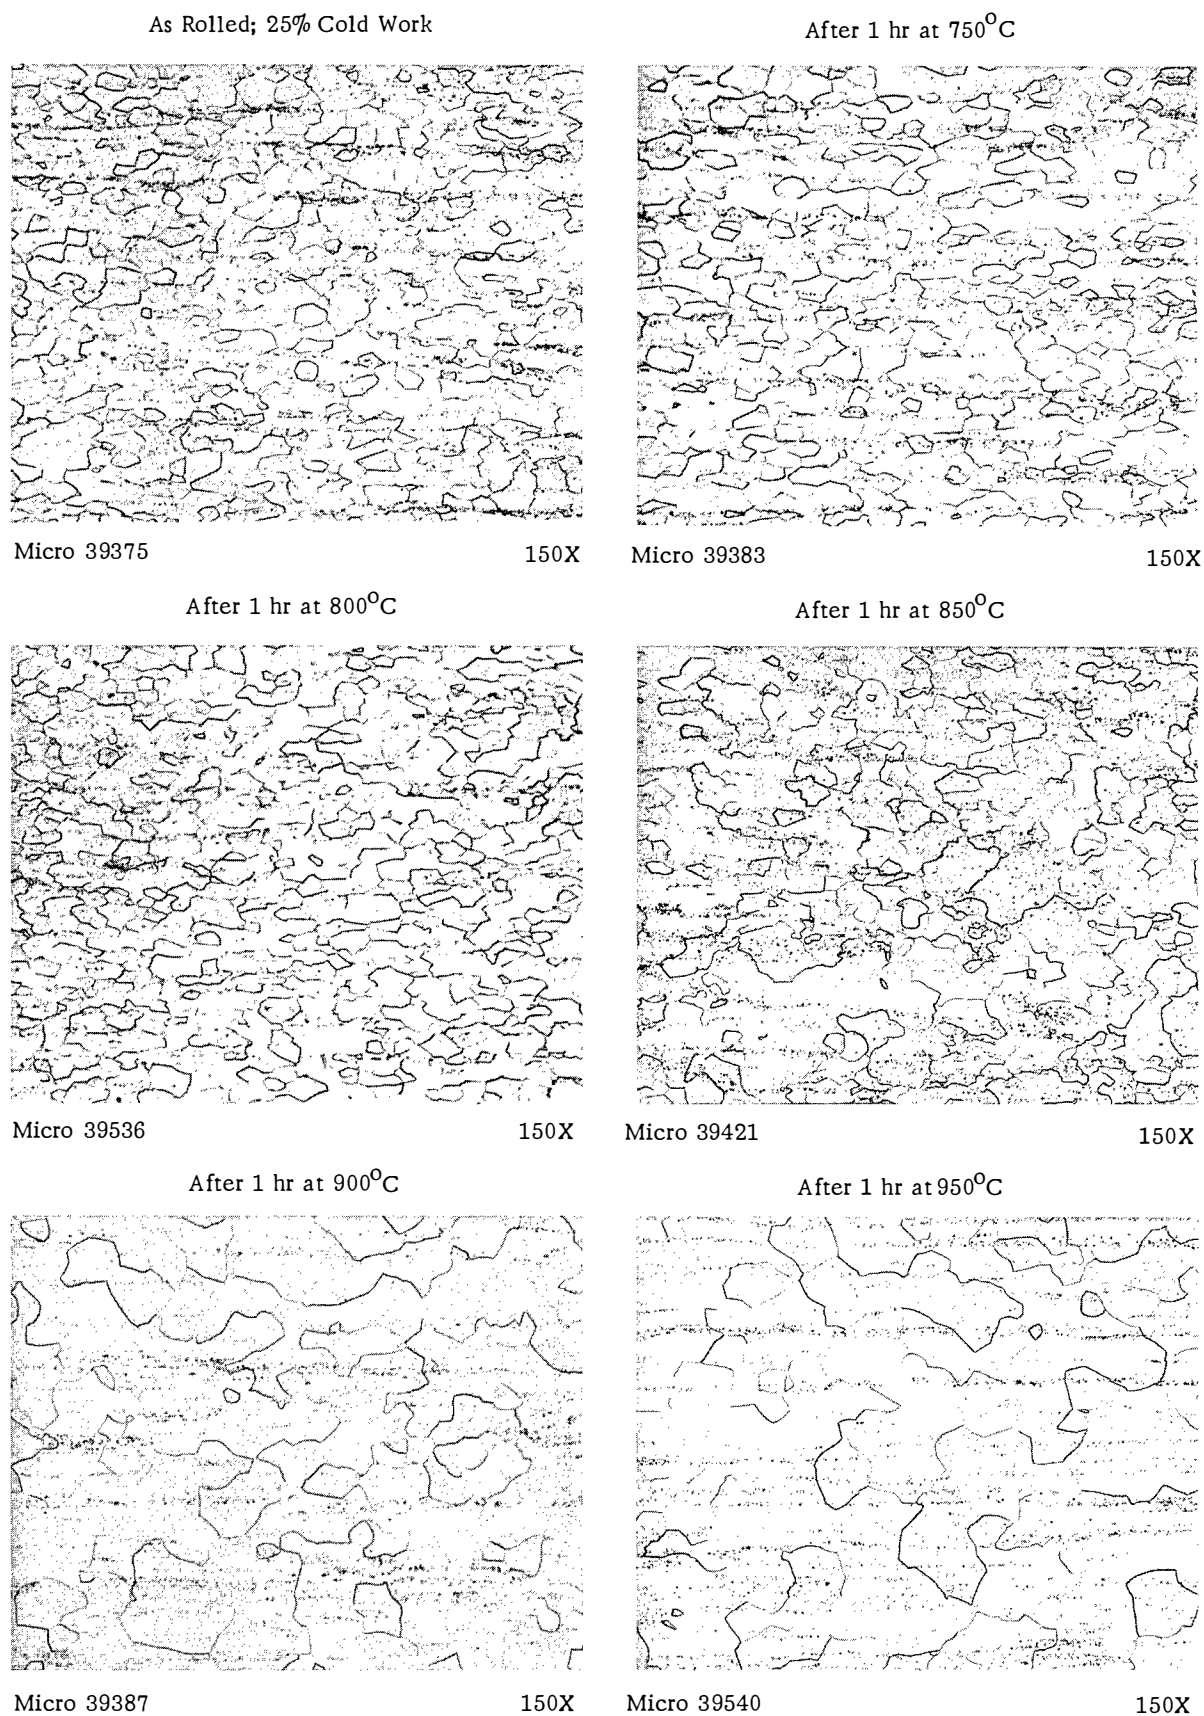 As Rolled; 25% Cold Work
After 1 hr at 750°C
Micro 39375 150X
Micro 39383 150X
After 1 hr at 800°C
After 1 hr at 850°C
Micro 39536 150X
Micro 39421 150X
After 1 hr at 900°C
After 1 hr at 950°C
Micro 39387 150X
Micro 39540 150X